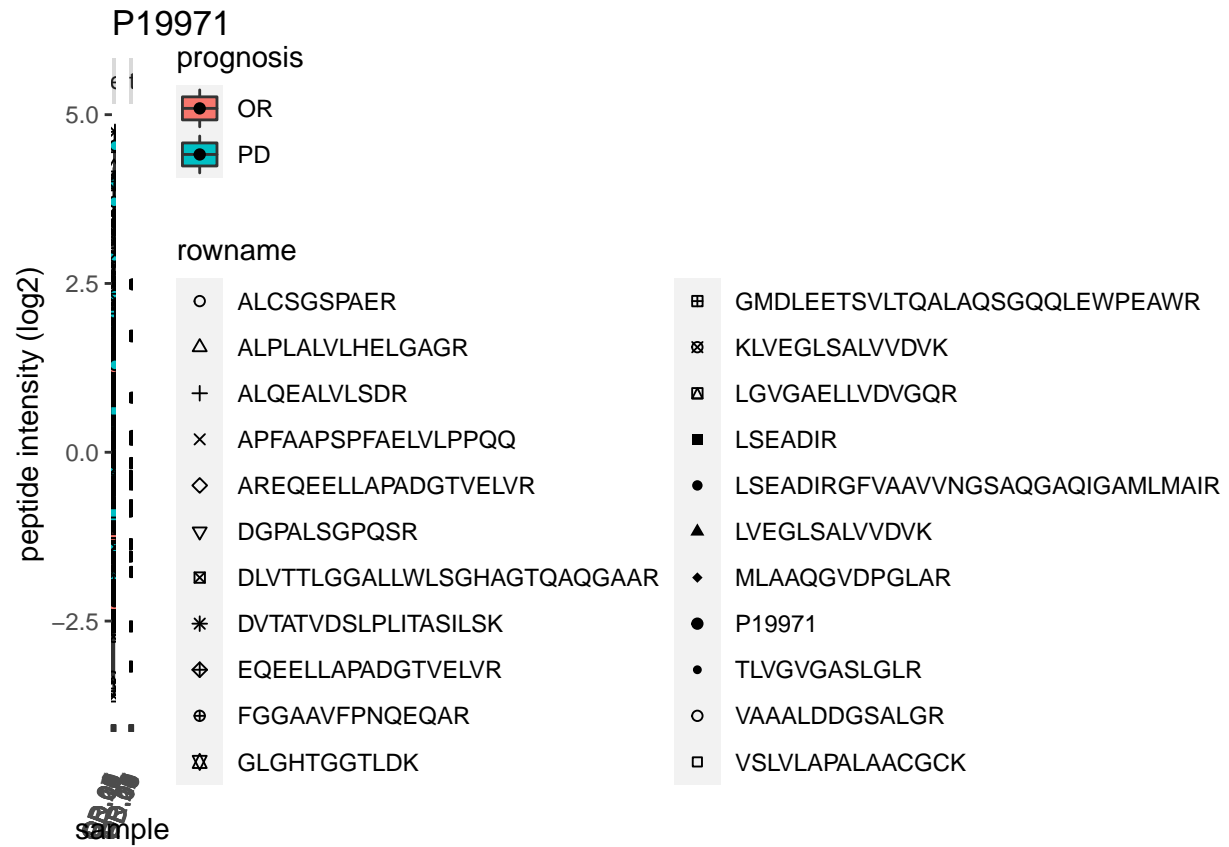 P19971
prognosis
OR
PD
e t
5.0
2.5
0.0
−2.5
peptide intensity (log2)
rowname
ALCSGSPAER
ALPLALVLHELGAGR
ALQEALVLSDR
APFAAPSPFAELVLPPQQ
AREQEELLAPADGTVELVR
DGPALSGPQSR
DLVTTLGGALLWLSGHAGTQAQGAAR
DVTATVDSLPLITASILSK
EQEELLAPADGTVELVR
FGGAAVFPNQEQAR
GLGHTGGTLDK
GMDLEETSVLTQALAQSGQQLEWPEAWR
KLVEGLSALVVDVK
LGVGAELLVDVGQR
LSEADIR
LSEADIRGFVAAVVNGSAQGAQIGAMLMAIR
LVEGLSALVVDVK
MLAAQGVDPGLAR
P19971
TLVGVGASLGLR
VAAALDDGSALGR
VSLVLAPALAACGCK
sample